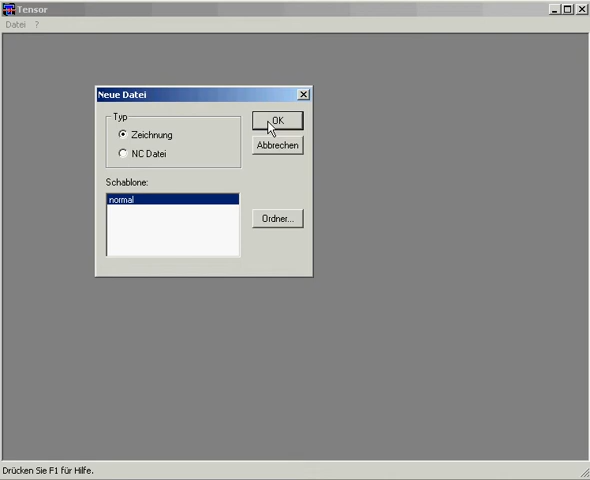 Tensor
Datei ?
Neue Datei
Typ
Zeichnung
NC Datei
OK
Abbrechen
Schablone:
normal
Ordner...
Drücken Sie F1 für Hilfe.